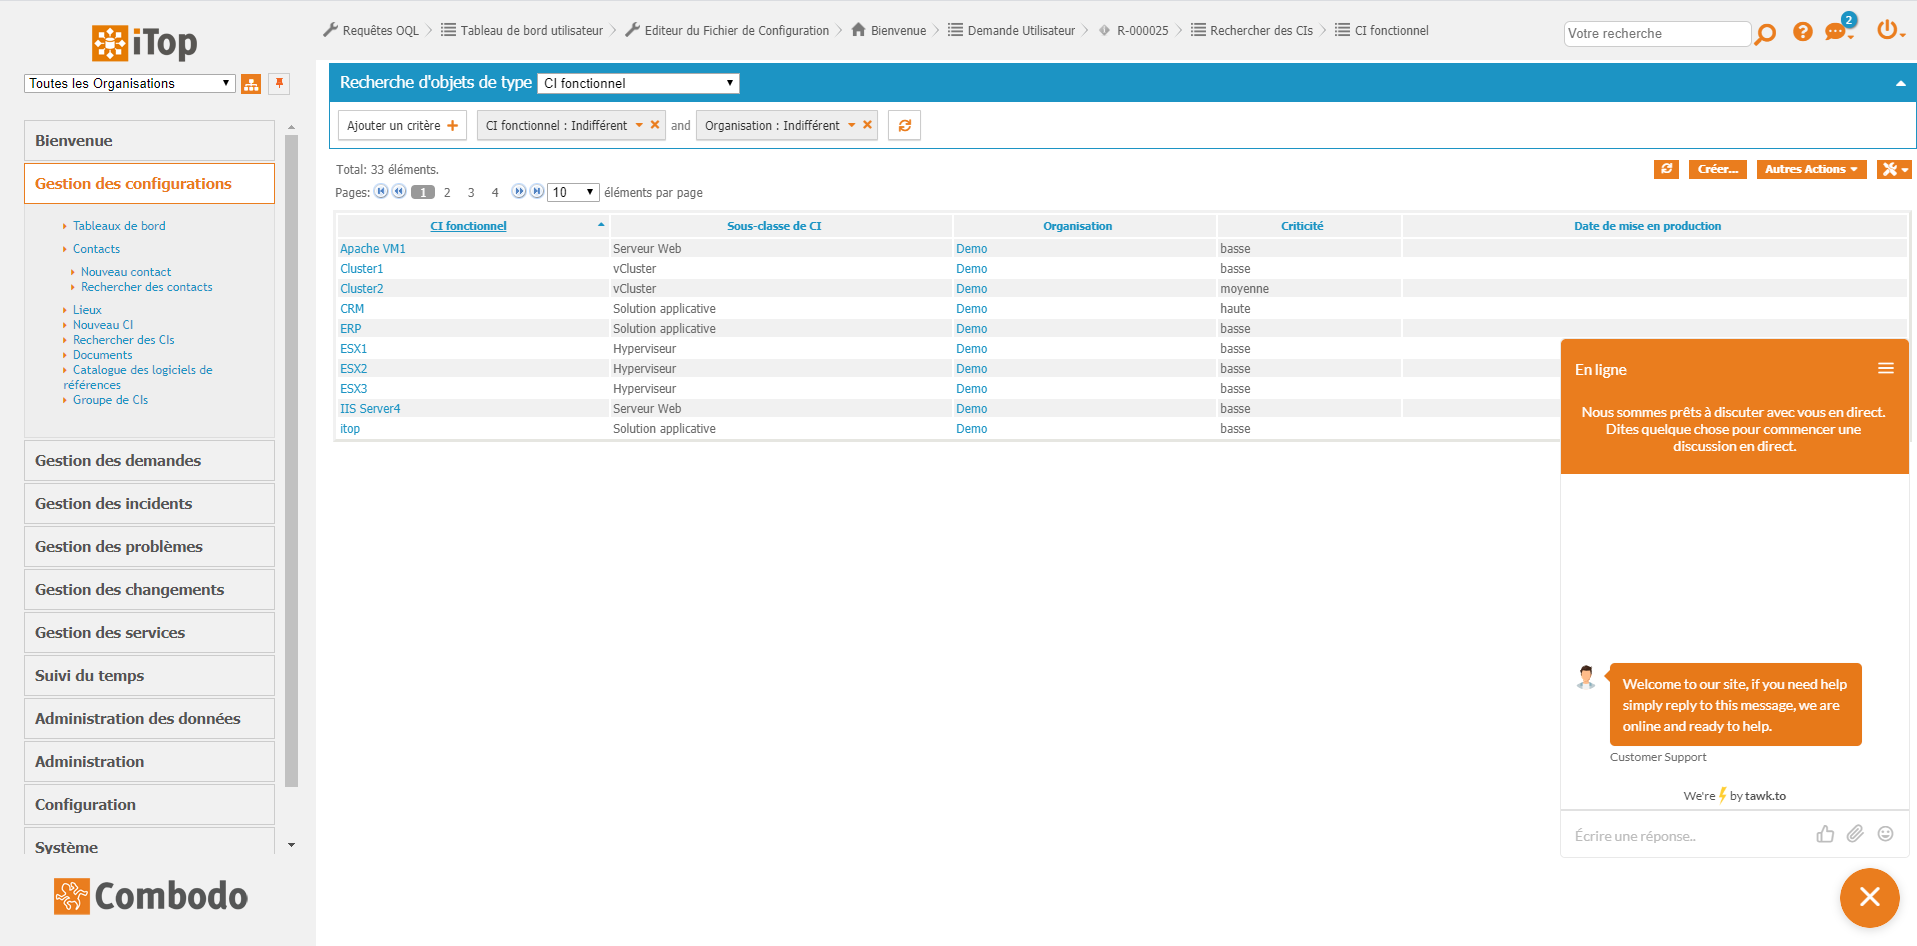 iTop
Toutes les Organisations
Requêtes OQL
Tableau de bord utilisateur
Editeur du Fichier de Configuration
Bienvenue
Demande Utilisateur
R-000025
Rechercher des CIs
CI fonctionnel
Votre recherche
2
Bienvenue
Gestion des configurations
Tableaux de bord
Contacts
Nouveau contact
Rechercher des contacts
Lieux
Nouveau CI
Rechercher des CIs
Documents
Catalogue des logiciels de
références
Groupe de CIs
Gestion des demandes
Gestion des incidents
Gestion des problèmes
Gestion des changements
Gestion des services
Suivi du temps
Administration des données
Administration
Configuration
Système
Combodo
Recherche d'objets de type CI fonctionnel
Ajouter un critère CI fonctionnel : Indifférent and Organisation : Indifférent
Total: 33 éléments.
Créer... Autres Actions
Pages: 1 2 3 4 10 éléments par page
CI fonctionnel Sous-classe de CI Organisation Criticité Date de mise en production
Apache VM1 Serveur Web Demo basse
Cluster1 vCluster Demo basse
Cluster2 vCluster Demo moyenne
CRM Solution applicative Demo haute
ERP Solution applicative Demo basse
ESX1 Hyperviseur Demo basse
ESX2 Hyperviseur Demo basse
ESX3 Hyperviseur Demo basse
IIS Server4 Serveur Web Demo basse
itop Solution applicative Demo basse
En ligne
Nous sommes prêts à discuter avec vous en direct.
Dites quelque chose pour commencer une
discussion en direct.
Welcome to our site, if you need help
simply reply to this message, we are
online and ready to help.
Customer Support
We're by tawk.to
Écrire une réponse..